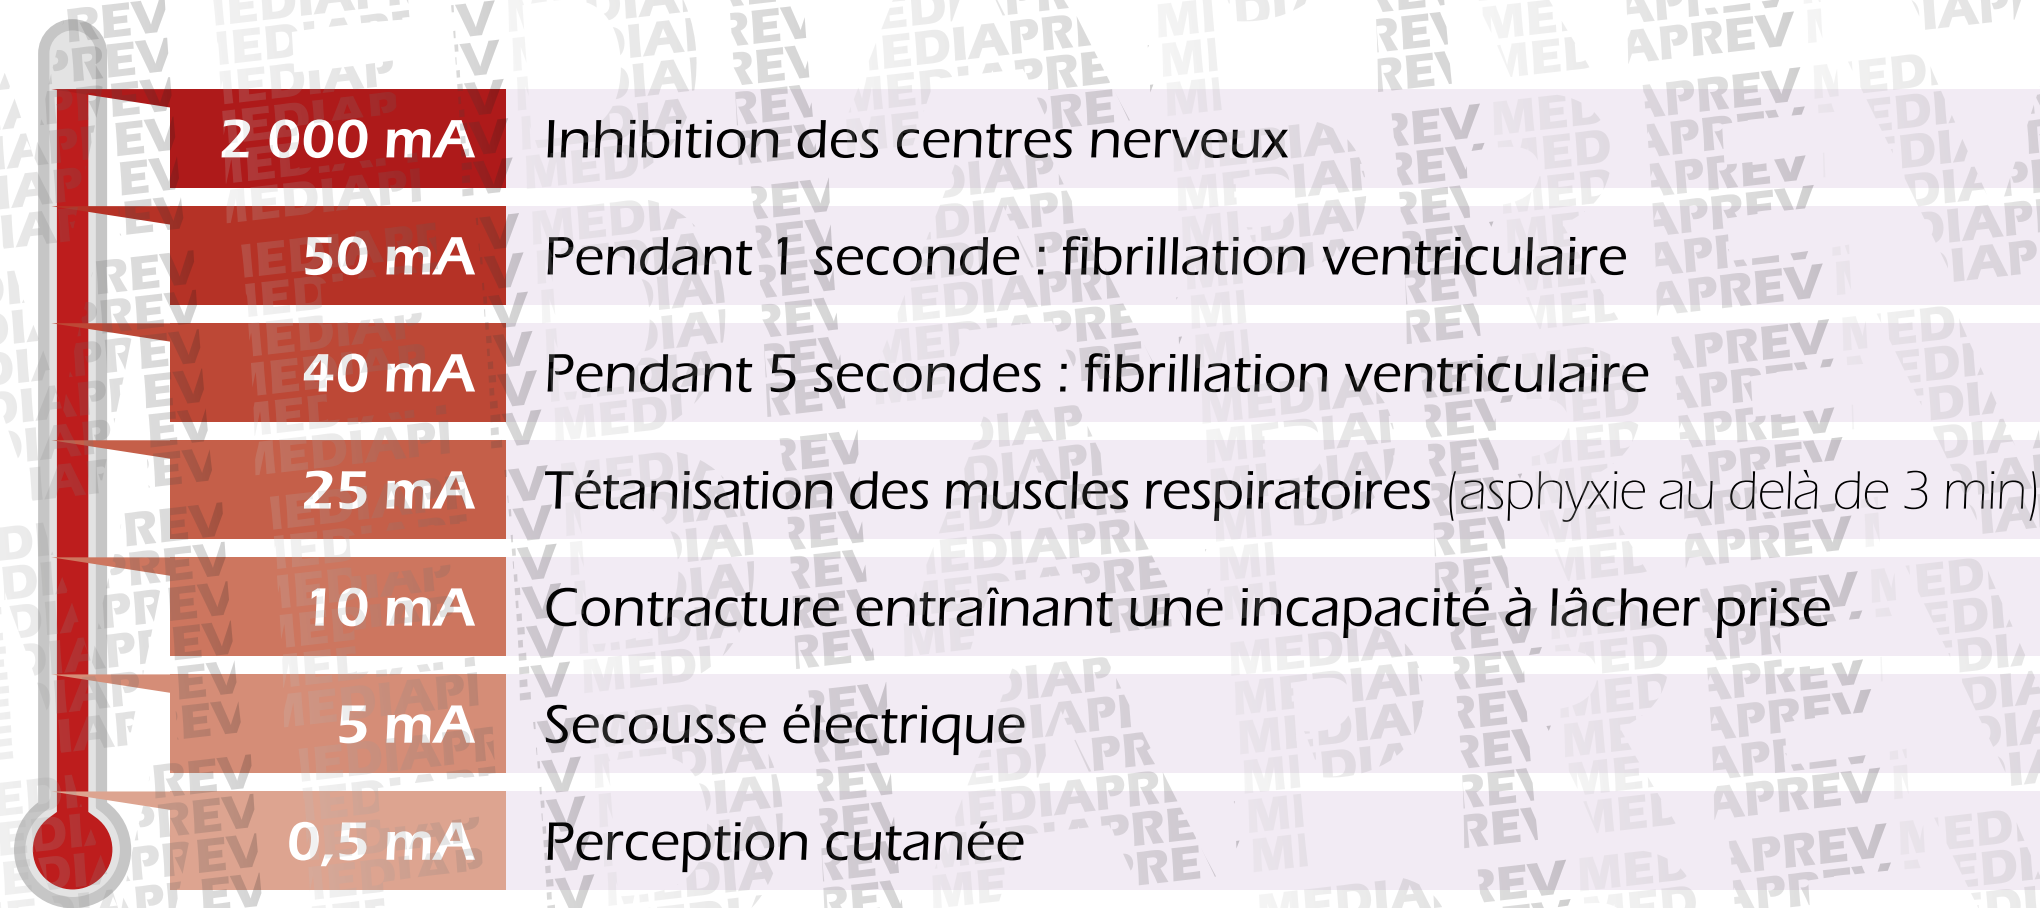 2 000 mA Inhibition des centres nerveux
50 mA Pendant 1 seconde : fibrillation ventriculaire
40 mA Pendant 5 secondes : fibrillation ventriculaire
25 mA Tétanisation des muscles respiratoires (asphyxie au delà de 3 min)
10 mA Contracture entraînant une incapacité à lâcher prise
5 mA Secousse électrique
0,5 mA Perception cutanée